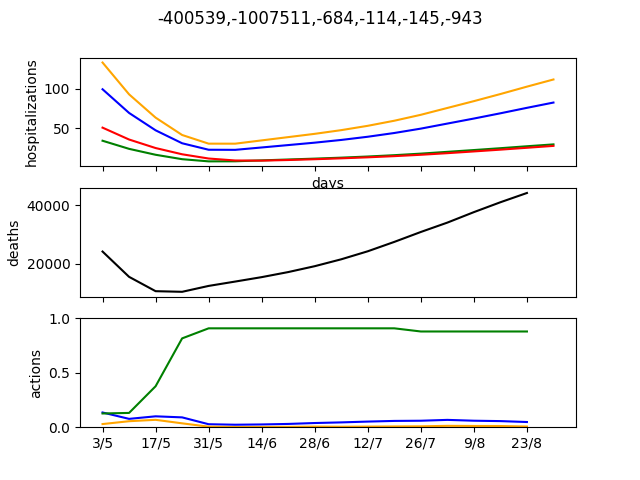 -400539,-1007511,-684,-114,-145,-943
hospitalizations
100
50
days
deaths
40000
20000
actions
1.0
0.5
0.0
3/5 17/5 31/5 14/6 28/6 12/7 26/7 9/8 23/8